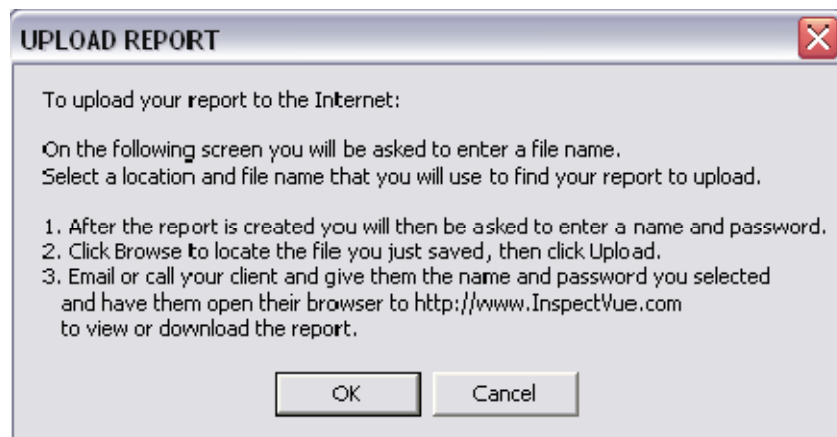 UPLOAD REPORT
To upload your report to the Internet:
On the following screen you will be asked to enter a file name.
Select a location and file name that you will use to find your report to upload.
1. After the report is created you will then be asked to enter a name and password.
2. Click Browse to locate the file you just saved, then click Upload.
3. Email or call your client and give them the name and password you selected
and have them open their browser to http://www.InspectVue.com
to view or download the report.
OK Cancel